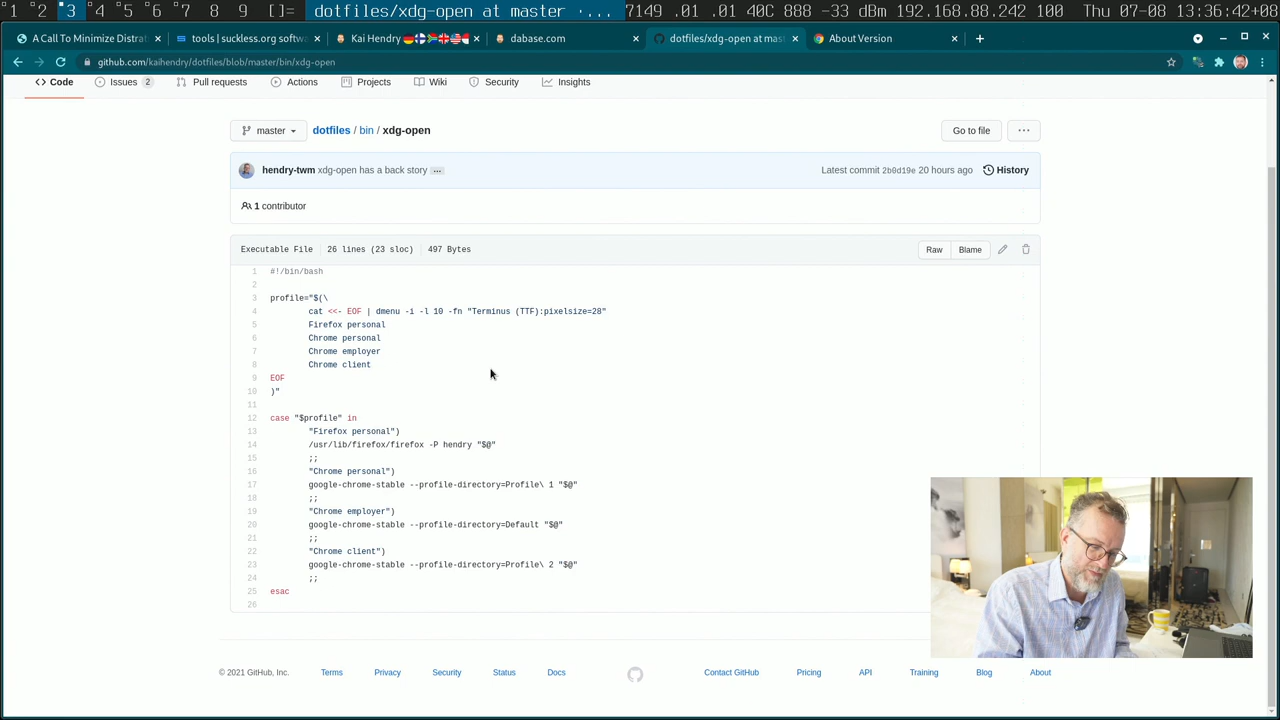 1 2 3 4 5 6 7 8 9 [] dotfiles/xdg-open at master · ... 7149 .01 .01 40C 888 -33 dBm 192.168.88.242 100 Thu 07-08 13:36:42+08
A Call To Minimize Distrat
tools | suckless.org softw
Kai Hendry
dabase.com
dotfiles/xdg-open at mast
About Version
github.com/kaihendry/dotfiles/blob/master/bin/xdg-open
Code Issues 2 Pull requests Actions Projects Wiki Security Insights
master dotfiles / bin / xdg-open Go to file ...
hendry-twm xdg-open has a back story ... Latest commit 2b0d19e 20 hours ago History
1 contributor
Executable File 26 lines (23 sloc) 497 Bytes Raw Blame
1 #!/bin/bash
2
3 profile="$(\
4 cat <<- EOF | dmenu -i -l 10 -fn "Terminus (TTF):pixelsize=28"
5 Firefox personal
6 Chrome personal
7 Chrome employer
8 Chrome client
9 EOF
10 )"
11
12 case "$profile" in
13 "Firefox personal")
14 /usr/lib/firefox/firefox -P hendry "$@"
15 ;;
16 "Chrome personal")
17 google-chrome-stable --profile-directory=Profile\ 1 "$@"
18 ;;
19 "Chrome employer")
20 google-chrome-stable --profile-directory=Default "$@"
21 ;;
22 "Chrome client")
23 google-chrome-stable --profile-directory=Profile\ 2 "$@"
24 ;;
25 esac
26
© 2021 GitHub, Inc. Terms Privacy Security Status Docs Contact GitHub Pricing API Training Blog About